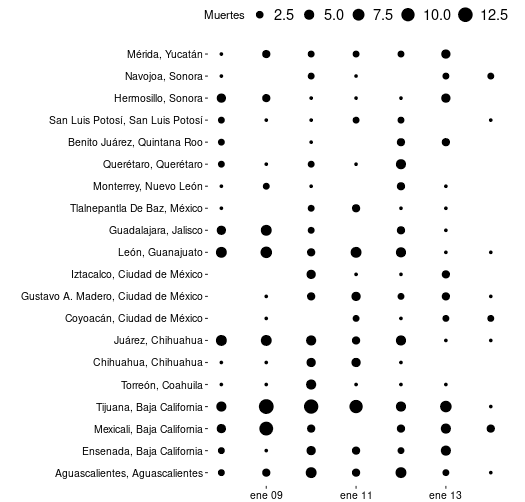 Muertes 2.5 5.0 7.5 10.0 12.5
Mérida, Yucatán
Navojoa, Sonora
Hermosillo, Sonora
San Luis Potosí, San Luis Potosí
Benito Juárez, Quintana Roo
Querétaro, Querétaro
Monterrey, Nuevo León
Tlalnepantla De Baz, México
Guadalajara, Jalisco
León, Guanajuato
Iztacalco, Ciudad de México
Gustavo A. Madero, Ciudad de México
Coyoacán, Ciudad de México
Juárez, Chihuahua
Chihuahua, Chihuahua
Torreón, Coahuila
Tijuana, Baja California
Mexicali, Baja California
Ensenada, Baja California
Aguascalientes, Aguascalientes
ene 09 ene 11 ene 13